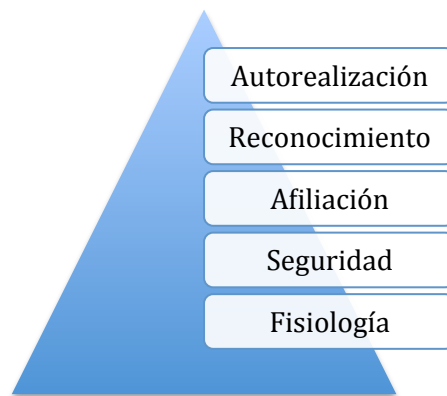 Autorealización
Reconocimiento
Afiliación
Seguridad
Fisiología